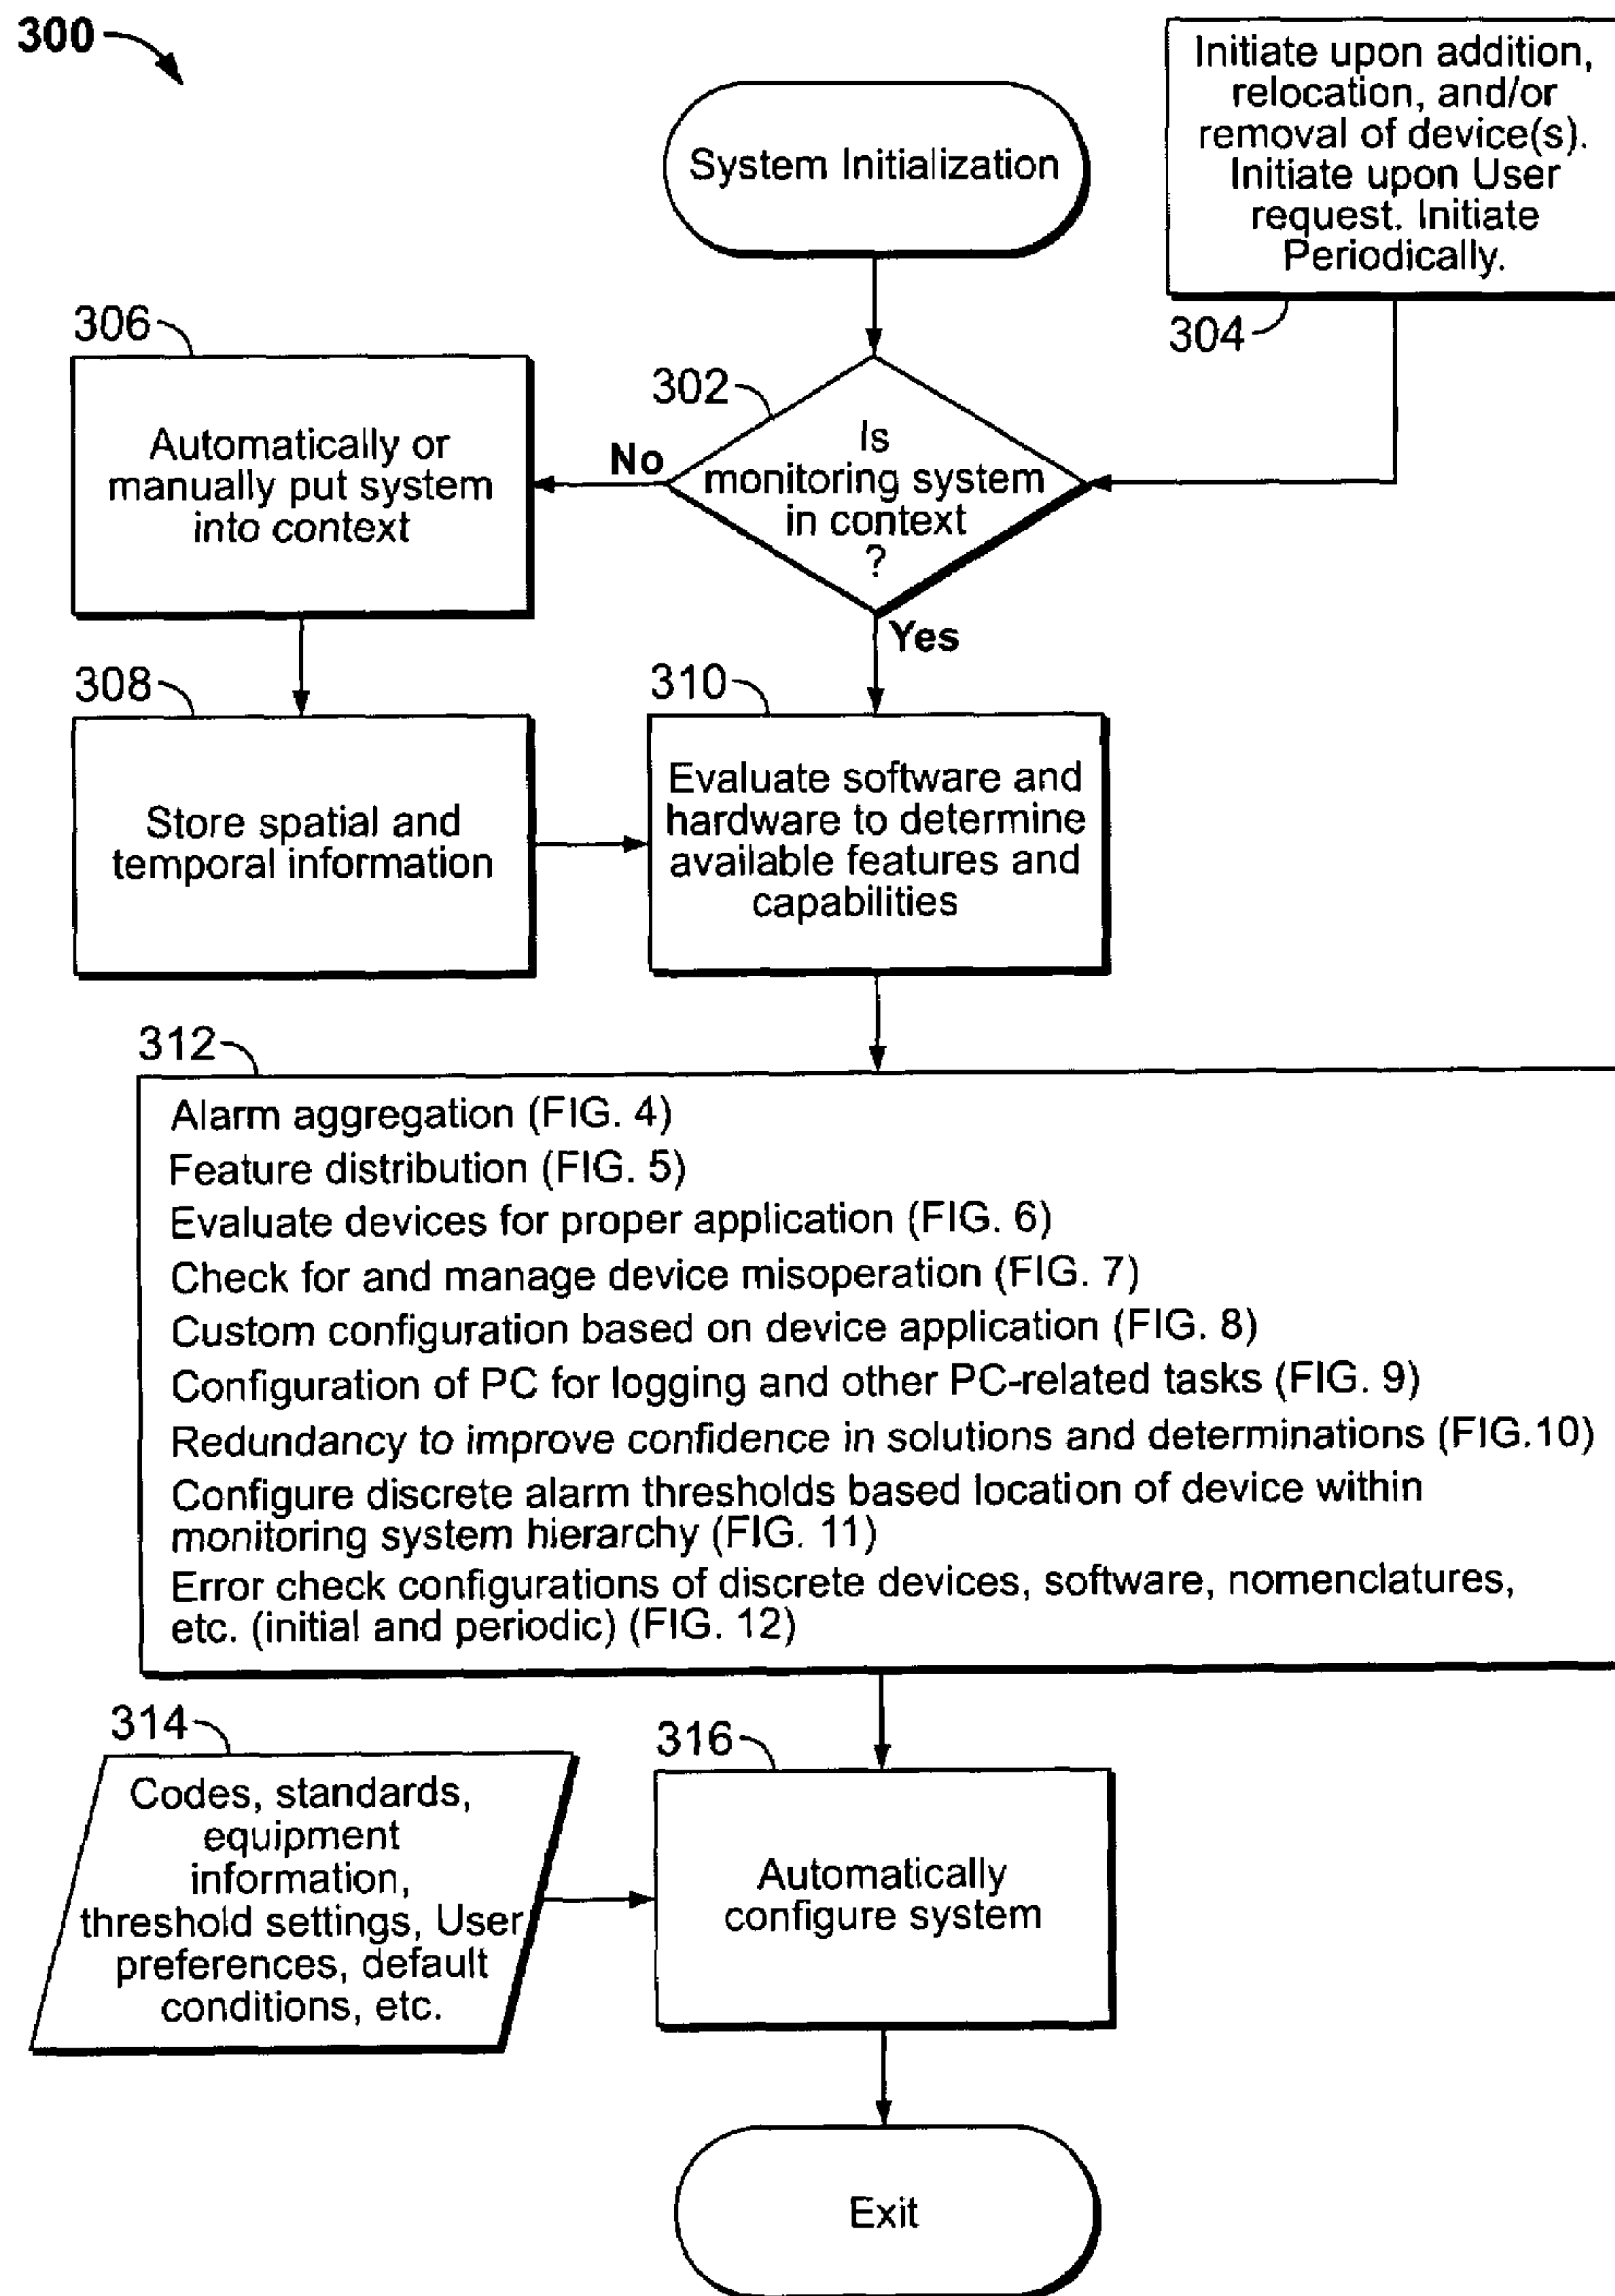 300
Initiate upon addition,
relocation, and/or
removal of device(s).
Initiate upon User
request. Initiate
Periodically.
304
System Initialization
306
302
Automatically or
manually put system
into context
No
Is
monitoring system
in context
?
Yes
308
310
Store spatial and
temporal information
Evaluate software and
hardware to determine
available features and
capabilities
312
Alarm aggregation (FIG. 4)
Feature distribution (FIG. 5)
Evaluate devices for proper application (FIG. 6)
Check for and manage device misoperation (FIG. 7)
Custom configuration based on device application (FIG. 8)
Configuration of PC for logging and other PC-related tasks (FIG. 9)
Redundancy to improve confidence in solutions and determinations (FIG.10)
Configure discrete alarm thresholds based location of device within
monitoring system hierarchy (FIG. 11)
Error check configurations of discrete devices, software, nomenclatures,
etc. (initial and periodic) (FIG. 12)
314
316
Codes, standards,
equipment
information,
threshold settings, User
preferences, default
conditions, etc.
Automatically
configure system
Exit